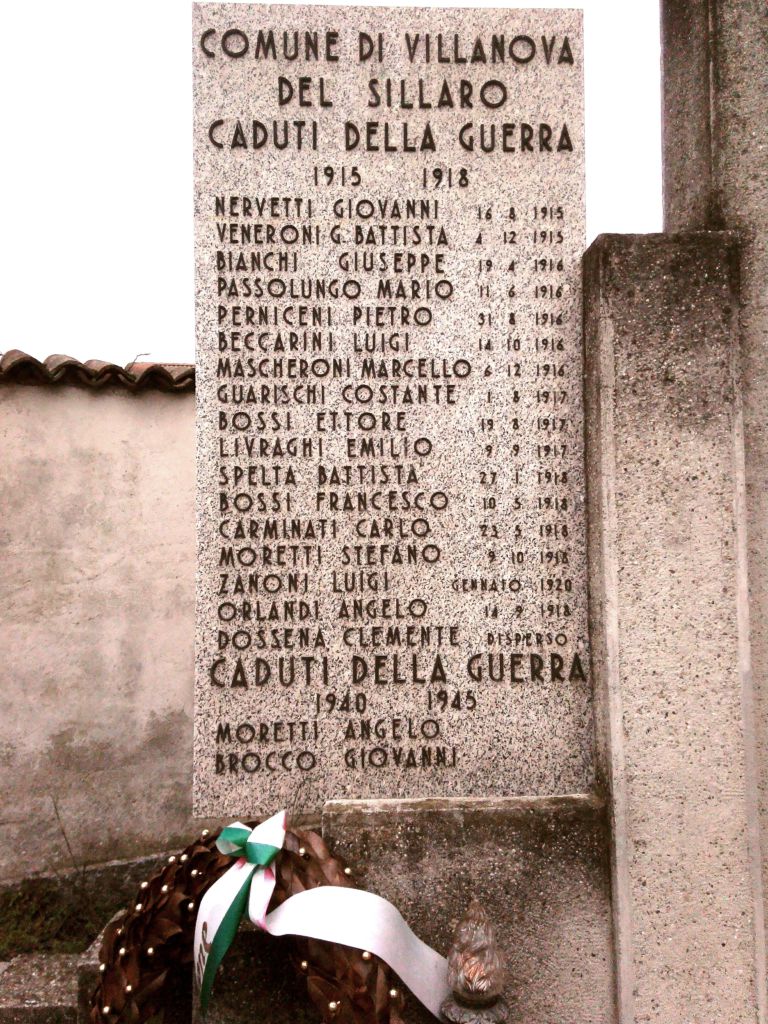 COMUNE DI VILLANOVA
DEL SILLARO
CADUTI DELLA GUERRA
1915 1918
NERVETTI GIOVANNI 16 8 1915
VENERONI G. BATTISTA 4 12 1915
BIANCHI GIUSEPPE 19 4 1916
PASSOLUNGO MARIO 11 6 1916
PERNICENI PIETRO 31 8 1916
BECCARINI LUIGI 14 10 1916
MASCHERONI MARCELLO 6 12 1916
GUARISCHI COSTANTE 1 8 1917
BOSSI ETTORE 19 8 1917
LIVRAGHI EMILIO 9 9 1917
SPELTA BATTISTA 27 1 1918
BOSSI FRANCESCO 10 5 1918
CARMINATI CARLO 23 5 1918
MORETTI STEFANO 9 10 1918
ZANONI LUIGI GENNAIO 1920
ORLANDI ANGELO 14 9 1918
DOSSENA CLEMENTE DISPERSO
CADUTI DELLA GUERRA
1940 1945
MORETTI ANGELO
BROCCO GIOVANNI